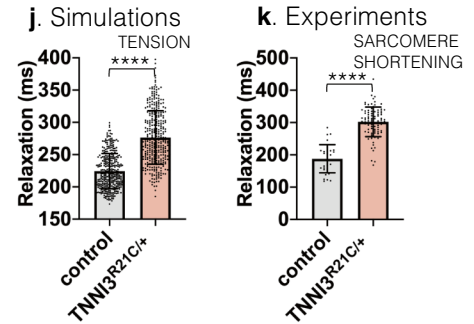 j. Simulations
TENSION
****
Relaxation (ms)
400
350
300
250
200
150
control
TNNI3R21C/+
k. Experiments
SARCOMERE
SHORTENING
****
Relaxation (ms)
500
400
300
200
100
0
control
TNNI3R21C/+